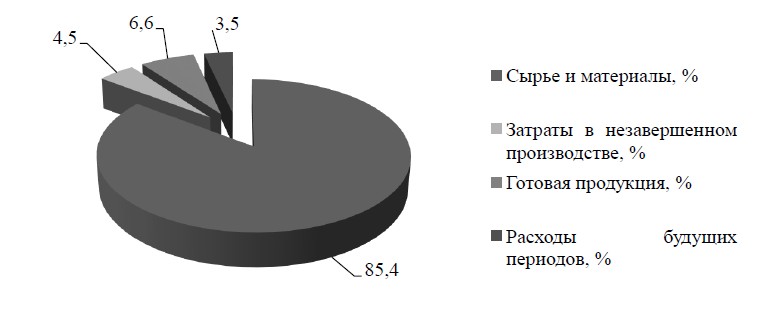 6,6
3,5
4,5
85,4
Сырье и материалы, %
Затраты в незавершенном
производстве, %
Готовая продукция, %
Расходы будущих
периодов, %